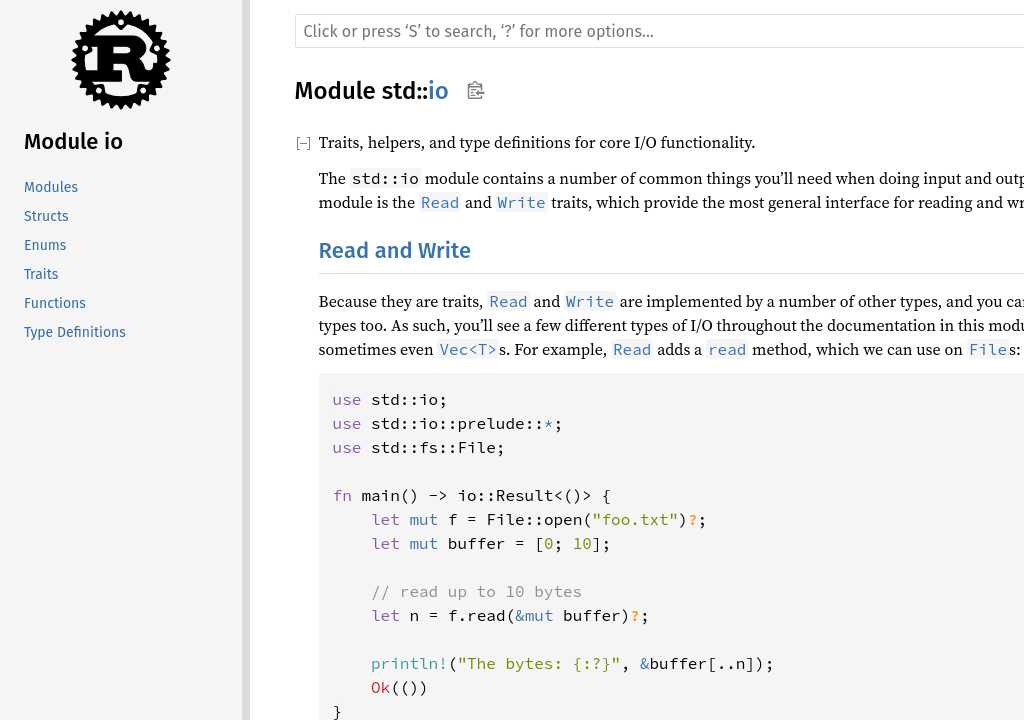 R
Module io
Modules
Structs
Enums
Traits
Functions
Type Definitions
Click or press ‘S’ to search, ‘?’ for more options…
Module std::io
[−] Traits, helpers, and type definitions for core I/O functionality.
The std::io module contains a number of common things you’ll need when doing input and outp
module is the Read and Write traits, which provide the most general interface for reading and wr
Read and Write
Because they are traits, Read and Write are implemented by a number of other types, and you ca
types too. As such, you’ll see a few different types of I/O throughout the documentation in this modu
sometimes even Vec<T>s. For example, Read adds a read method, which we can use on Files:
use std::io;
use std::io::prelude::*;
use std::fs::File;
fn main() -> io::Result<()> {
    let mut f = File::open("foo.txt")?;
    let mut buffer = [0; 10];
    // read up to 10 bytes
    let n = f.read(&mut buffer)?;
    println!("The bytes: {:?}", &buffer[..n]);
    Ok(())
}